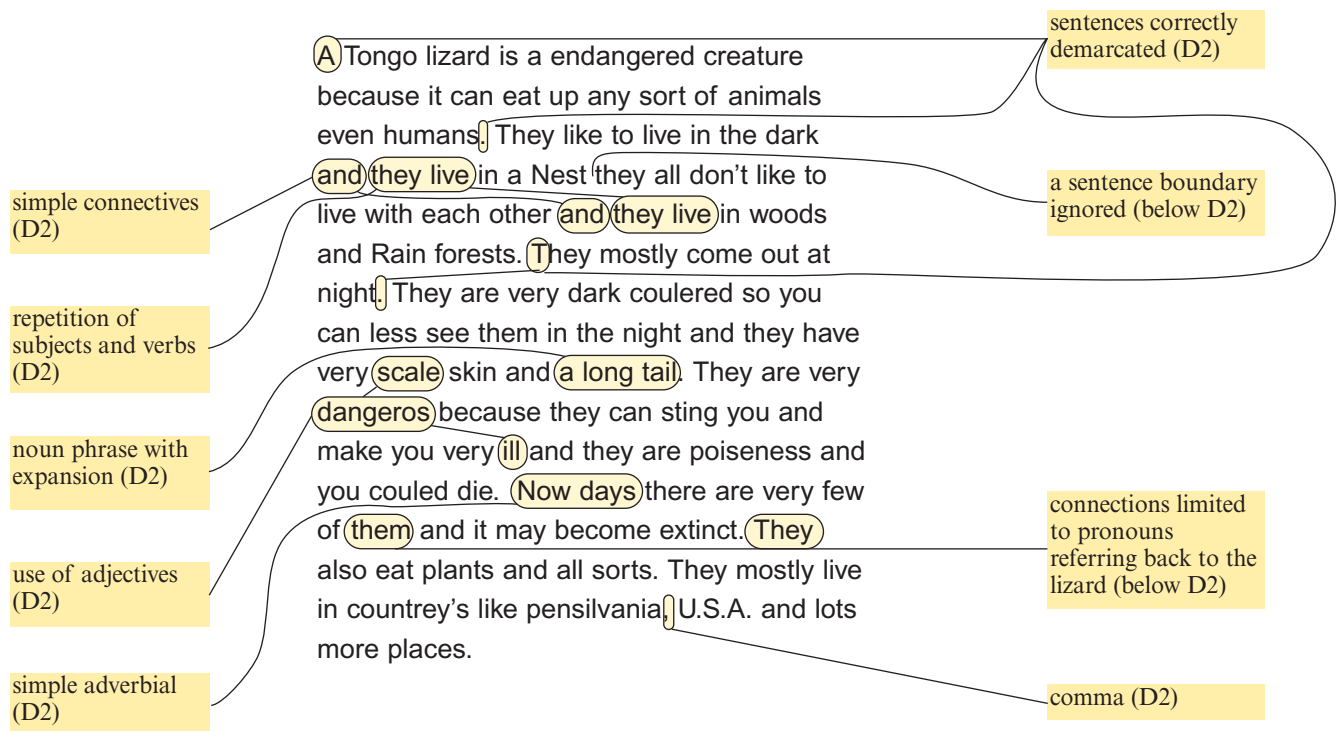 A Tongo lizard is a endangered creature
because it can eat up any sort of animals
even humans. They like to live in the dark
and they live in a Nest they all don't like to
live with each other and they live in woods
and Rain forests. They mostly come out at
night. They are very dark coulered so you
can less see them in the night and they have
very scale skin and a long tail. They are very
dangeros because they can sting you and
make you very ill and they are poiseness and
you couled die. Now days there are very few
of them and it may become extinct. They
also eat plants and all sorts. They mostly live
in countrey's like pensilvania, U.S.A. and lots
more places.
simple connectives
(D2)
repetition of
subjects and verbs
(D2)
noun phrase with
expansion (D2)
use of adjectives
(D2)
simple adverbial
(D2)
sentences correctly
demarcated (D2)
a sentence boundary
ignored (below D2)
connections limited
to pronouns
referring back to the
lizard (below D2)
comma (D2)